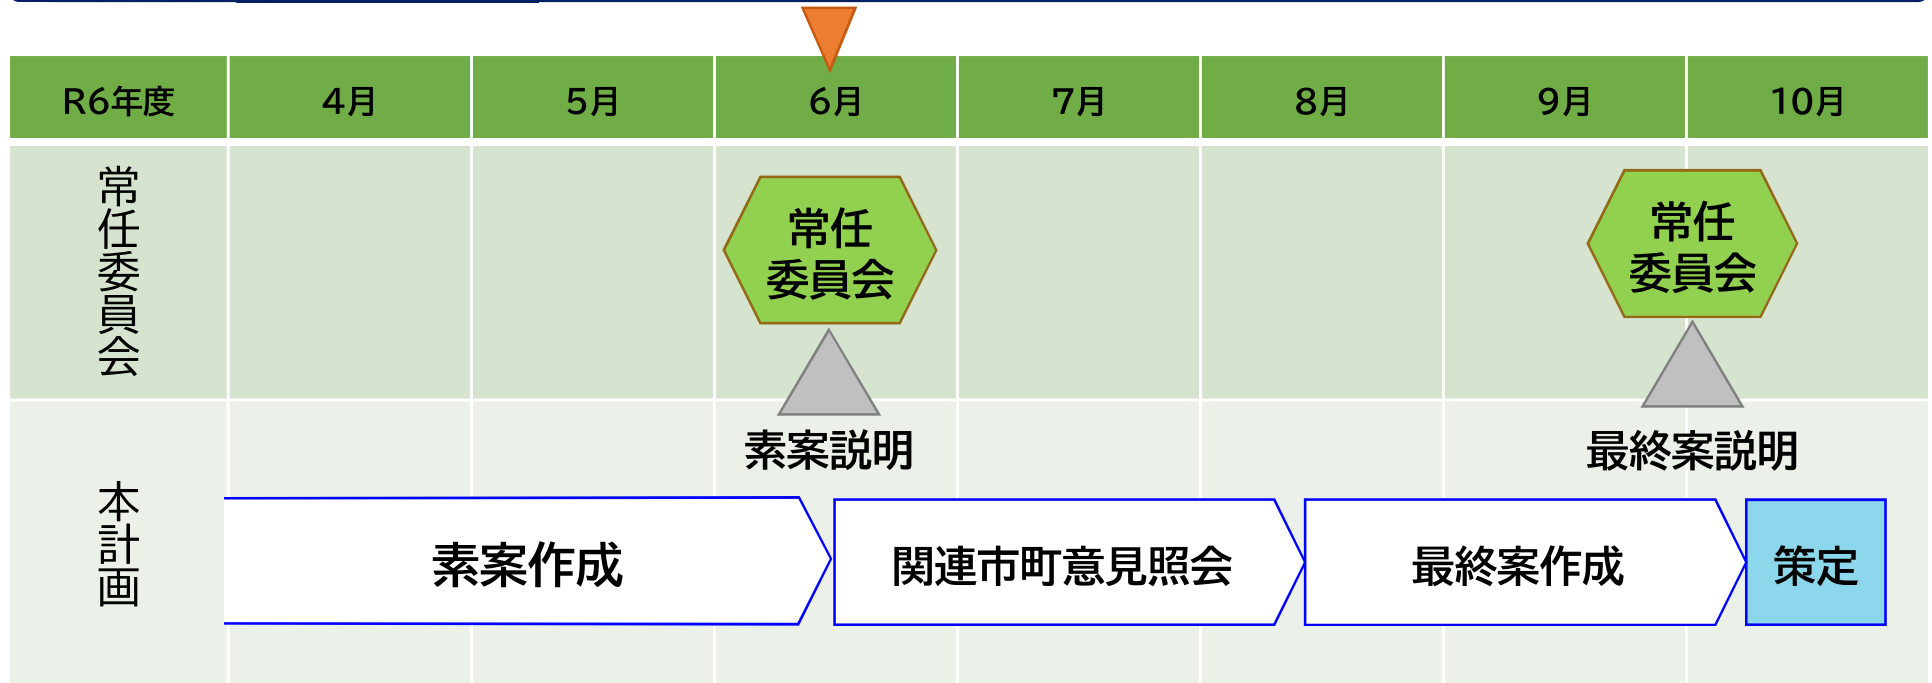 R6年度
4月
5月
6月
7月
8月
9月
10月
常任委員会
常任
委員会
常任
委員会
本計画
素案説明
最終案説明
素案作成
関連市町意見照会
最終案作成
策定